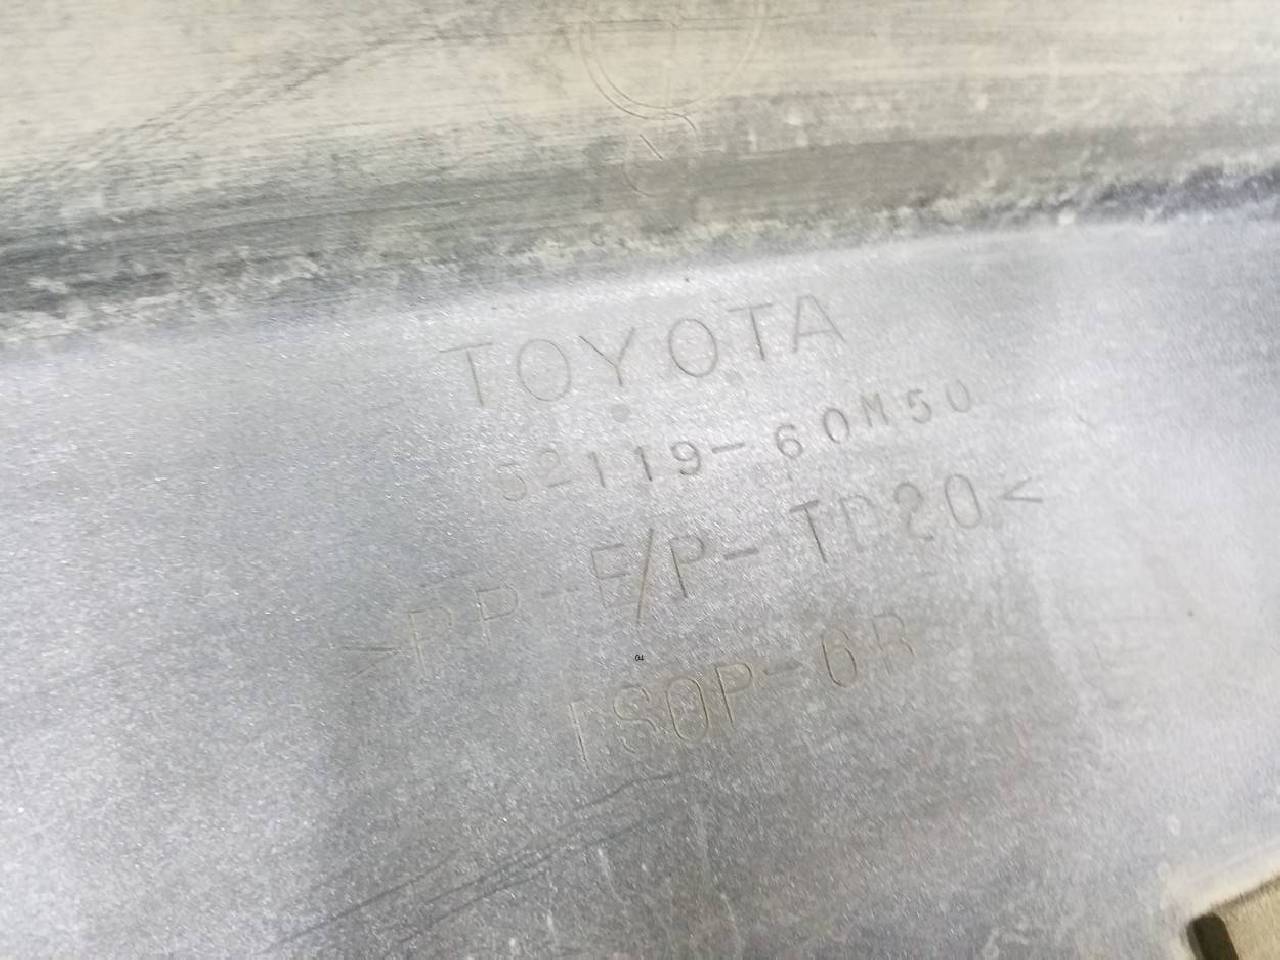 TOYOTA
52119-60M50
>PP-E/P-TD20<
TSOP-6B